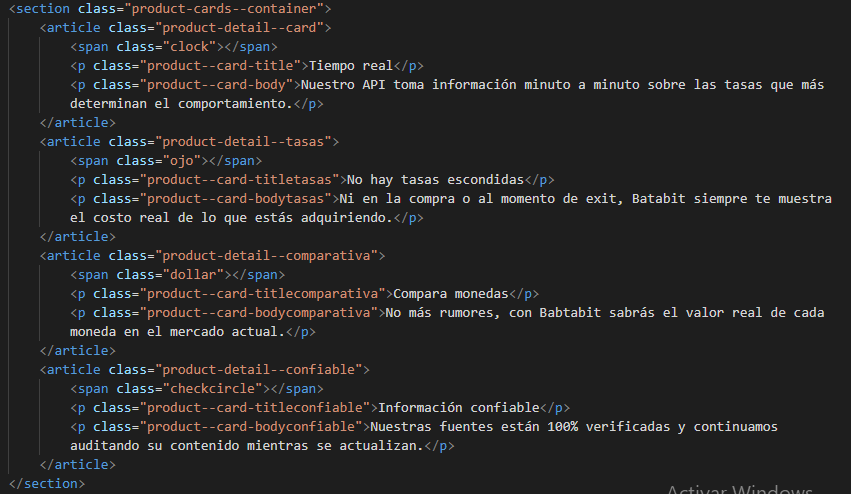 <section class="product-cards--container">
    <article class="product-detail--card">
        <span class="clock"></span>
        <p class="product--card-title">Tiempo real</p>
        <p class="product--card-body">Nuestro API toma información minuto a minuto sobre las tasas que más
        determinan el comportamiento.</p>
    </article>
    <article class="product-detail--tasas">
        <span class="ojo"></span>
        <p class="product--card-titletasas">No hay tasas escondidas</p>
        <p class="product--card-bodytasas">Ni en la compra o al momento de exit, Batabit siempre te muestra
        el costo real de lo que estás adquiriendo.</p>
    </article>
    <article class="product-detail--comparativa">
        <span class="dollar"></span>
        <p class="product--card-titlecomparativa">Compara monedas</p>
        <p class="product--card-bodycomparativa">No más rumores, con Babtabit sabrás el valor real de cada
        moneda en el mercado actual.</p>
    </article>
    <article class="product-detail--confiable">
        <span class="checkcircle"></span>
        <p class="product--card-titleconfiable">Información confiable</p>
        <p class="product--card-bodyconfiable">Nuestras fuentes están 100% verificadas y continuamos
        auditando su contenido mientras se actualizan.</p>
    </article>
</section>
Activar Windows